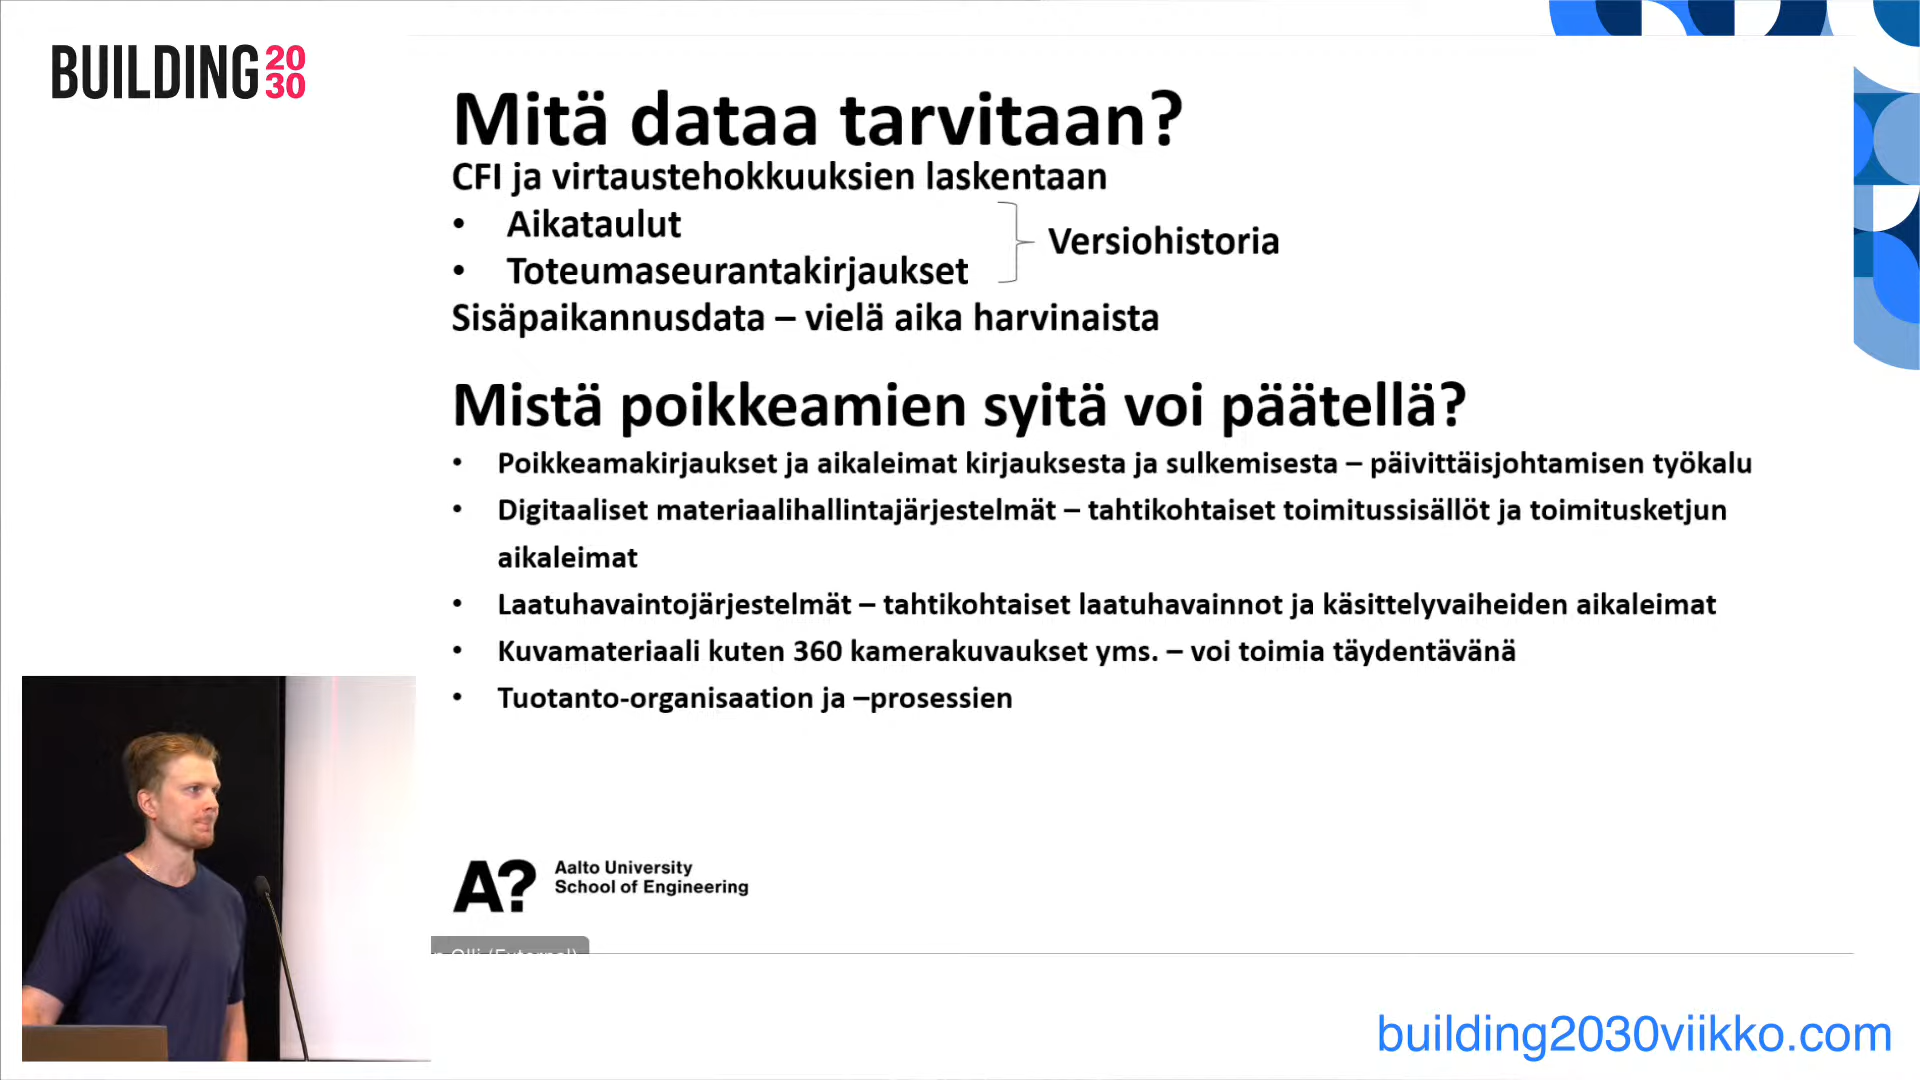 BUILDING 20
30
Mitä dataa tarvitaan?
CFI ja virtaustehokkuuksien laskentaan
• Aikataulut
• Toteumaseurantakirjaukset
Versiohistoria
Sisäpaikannusdata – vielä aika harvinaista
Mistä poikkeamien syitä voi päätellä?
• Poikkeamakirjaukset ja aikaleimat kirjauksesta ja sulkemisesta – päivittäisjohtamisen työkalu
• Digitaaliset materiaalihallintajärjestelmät – tahtikohtaiset toimitussisällöt ja toimitusketjun
aikaleimat
• Laatuhavaintojärjestelmät – tahtikohtaiset laatuhavainnot ja käsittelyvaiheiden aikaleimat
• Kuvamateriaali kuten 360 kamerakuvaukset yms. – voi toimia täydentävänä
• Tuotanto-organisaation ja –prosessien
A?
Aalto University
School of Engineering
Olli (External)
building2030viikko.com